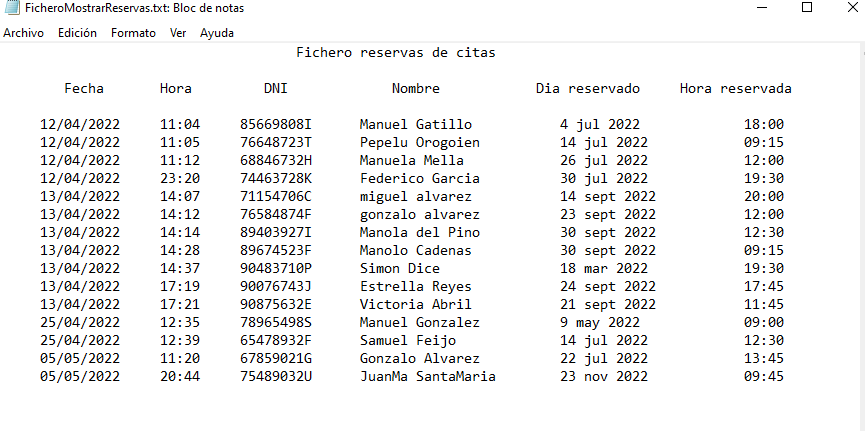 FicheroMostrarReservas.txt: Bloc de notas
Archivo Edición Formato Ver Ayuda
Fichero reservas de citas
Fecha Hora DNI Nombre Dia reservado Hora reservada
12/04/2022 11:04 85669808I Manuel Gatillo 4 jul 2022 18:00
12/04/2022 11:05 76648723T Pepelu Orogoien 14 jul 2022 09:15
12/04/2022 11:12 68846732H Manuela Mella 26 jul 2022 12:00
12/04/2022 23:20 74463728K Federico Garcia 30 jul 2022 19:30
13/04/2022 14:07 71154706C miguel alvarez 14 sept 2022 20:00
13/04/2022 14:12 76584874F gonzalo alvarez 23 sept 2022 12:00
13/04/2022 14:14 89403927I Manola del Pino 30 sept 2022 12:30
13/04/2022 14:28 89674523F Manolo Cadenas 30 sept 2022 09:15
13/04/2022 14:37 90483710P Simon Dice 18 mar 2022 19:30
13/04/2022 17:19 90076743J Estrella Reyes 24 sept 2022 17:45
13/04/2022 17:21 90875632E Victoria Abril 21 sept 2022 11:45
25/04/2022 12:35 78965498S Manuel Gonzalez 9 may 2022 09:00
25/04/2022 12:39 65478932F Samuel Feijo 14 jul 2022 12:30
05/05/2022 11:20 67859021G Gonzalo Alvarez 22 jul 2022 13:45
05/05/2022 20:44 75489032U JuanMa SantaMaria 23 nov 2022 09:45